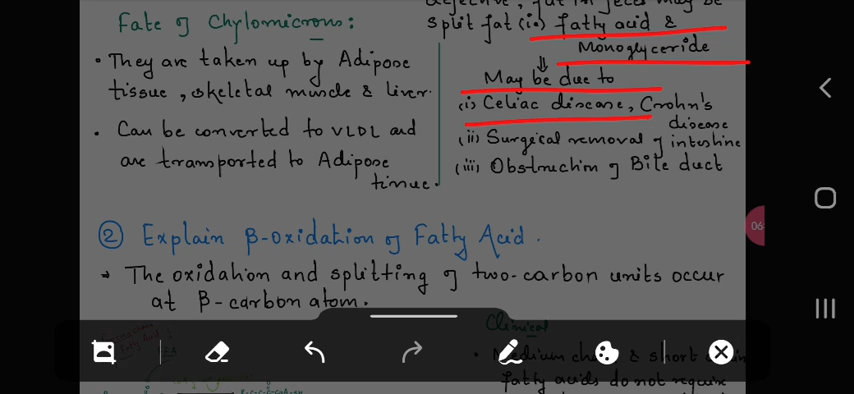 Fate of Chylomicrons:
• They are taken up by Adipose
tissue, skeletal muscle & liver.
• Can be converted to VLDL and
are transported to Adipose
tissue.
split fat (ie) fatty acid &
Monoglyceride
⇓
May be due to
(i) Celiac disease, Crohn's
disease
(ii) Surgical removal of intestine
(iii) Obstruction of Bile duct
06
② Explain β-oxidation of Fatty Acid.
→ The oxidation and splitting of two-carbon units occur
at β-carbon atom.
Clinical
• Medium chain & short chain
fatty acids do not require